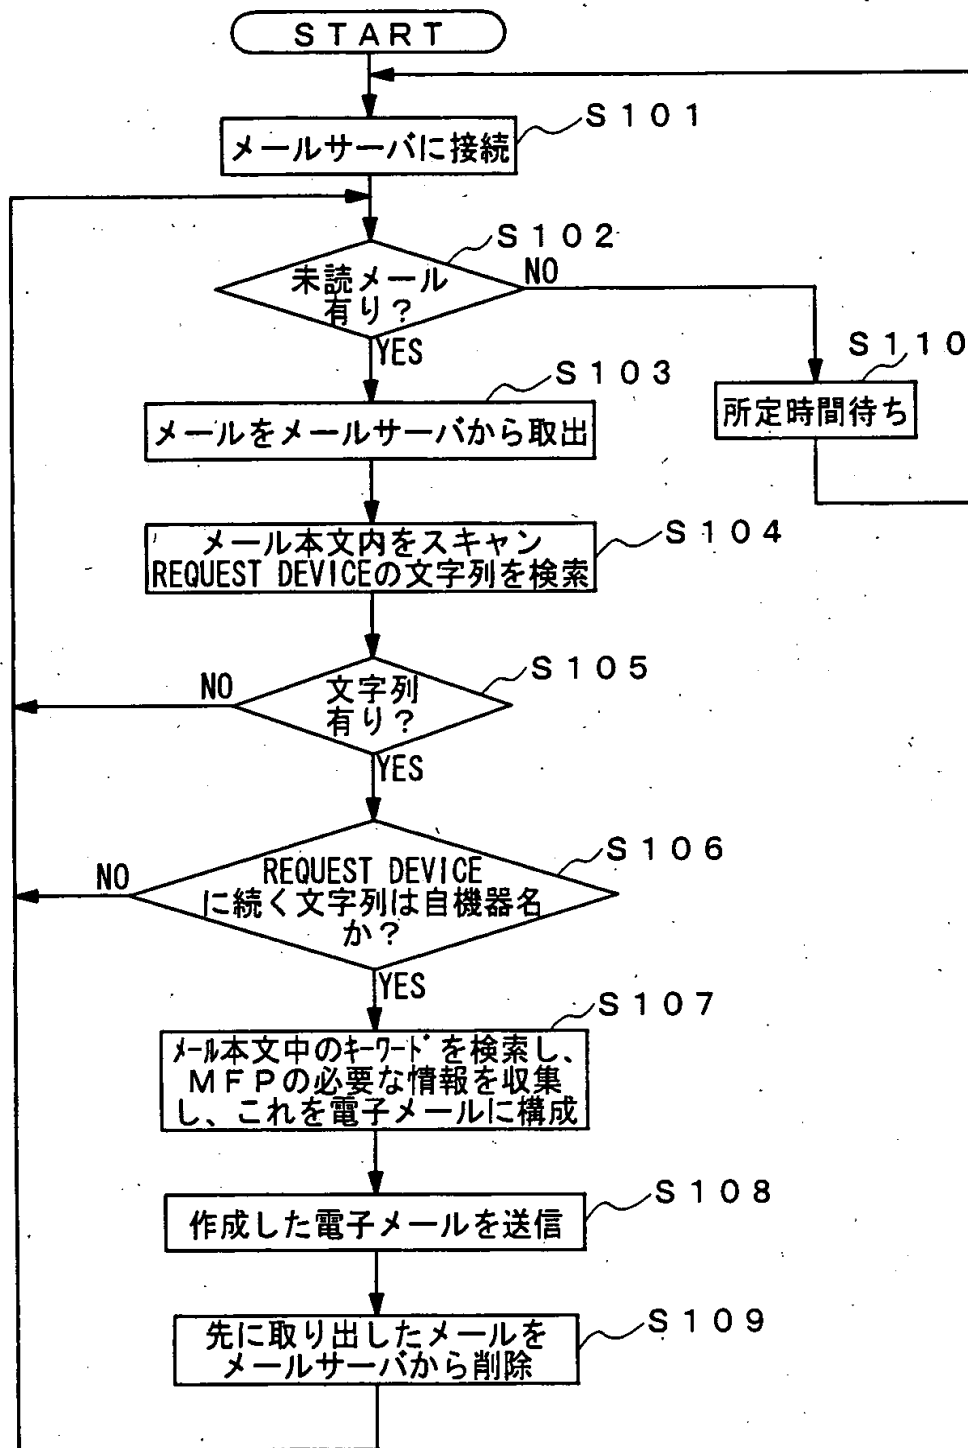 START
S101
メールサーバに接続
S102
未読メール
有り？
NO
YES
S110
所定時間待ち
S103
メールをメールサーバから取出
S104
メール本文内をスキャン
REQUEST DEVICEの文字列を検索
S105
文字列
有り？
NO
YES
S106
REQUEST DEVICE
に続く文字列は自機器名
か？
NO
YES
S107
ﾒｰﾙ本文中のｷｰﾜｰﾄﾞを検索し、
ＭＦＰの必要な情報を収集
し、これを電子メールに構成
S108
作成した電子メールを送信
S109
先に取り出したメールを
メールサーバから削除